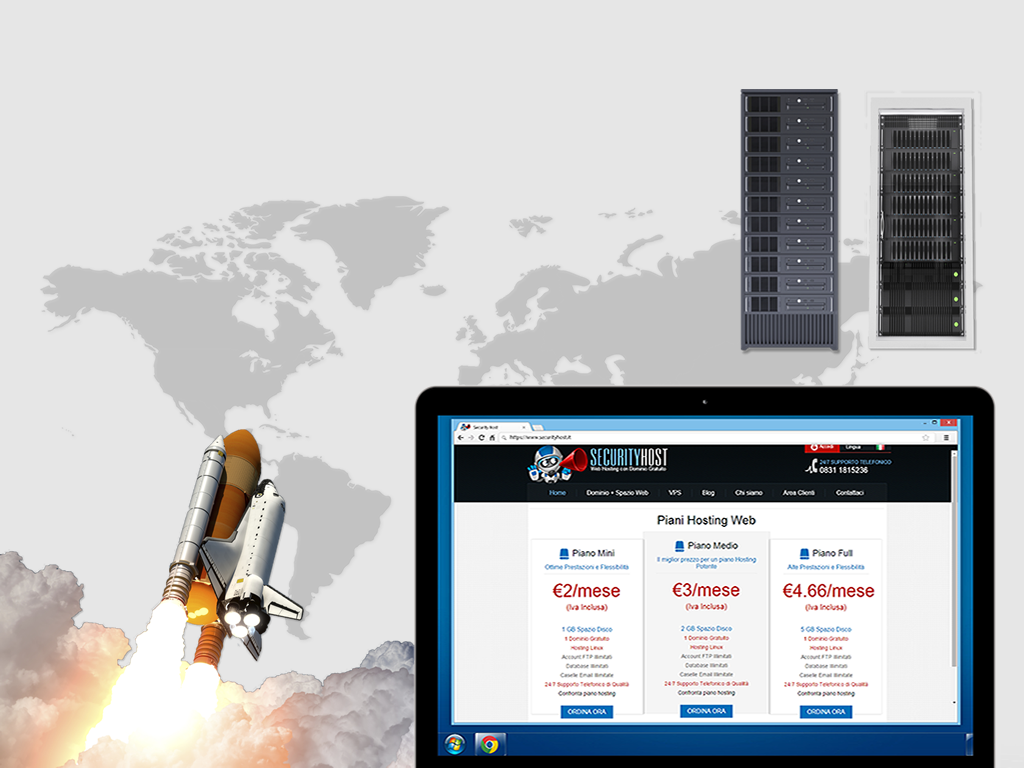 Security Host
https://www.securityhost.it
Accedi
Lingua
SECURITYHOST
Web Hosting con Dominio Gratuito
24/7 SUPPORTO TELEFONICO
0831 1815236
Home
Dominio + Spazio Web
VPS
Blog
Chi siamo
Area Clienti
Contattaci
Piani Hosting Web
Piano Mini
Ottime Prestazioni e Flessibilità
€2/mese
(Iva Inclusa)
1 GB Spazio Disco
1 Dominio Gratuito
Hosting Linux
Account FTP Illimitati
Database Illimitati
Caselle Email Illimitate
24/7 Supporto Telefonico di Qualità
Confronta piano hosting
ORDINA ORA
Piano Medio
Il miglior prezzo per un piano Hosting
Potente
€3/mese
(Iva Inclusa)
2 GB Spazio Disco
1 Dominio Gratuito
Hosting Linux
Account FTP Illimitati
Database Illimitati
Caselle Email Illimitate
24/7 Supporto Telefonico di Qualità
Confronta piano hosting
ORDINA ORA
Piano Full
Alte Prestazioni e Flessibilità
€4.66/mese
(Iva Inclusa)
5 GB Spazio Disco
1 Dominio Gratuito
Hosting Linux
Account FTP Illimitati
Database Illimitati
Caselle Email Illimitate
24/7 Supporto Telefonico di Qualità
Confronta piano hosting
ORDINA ORA